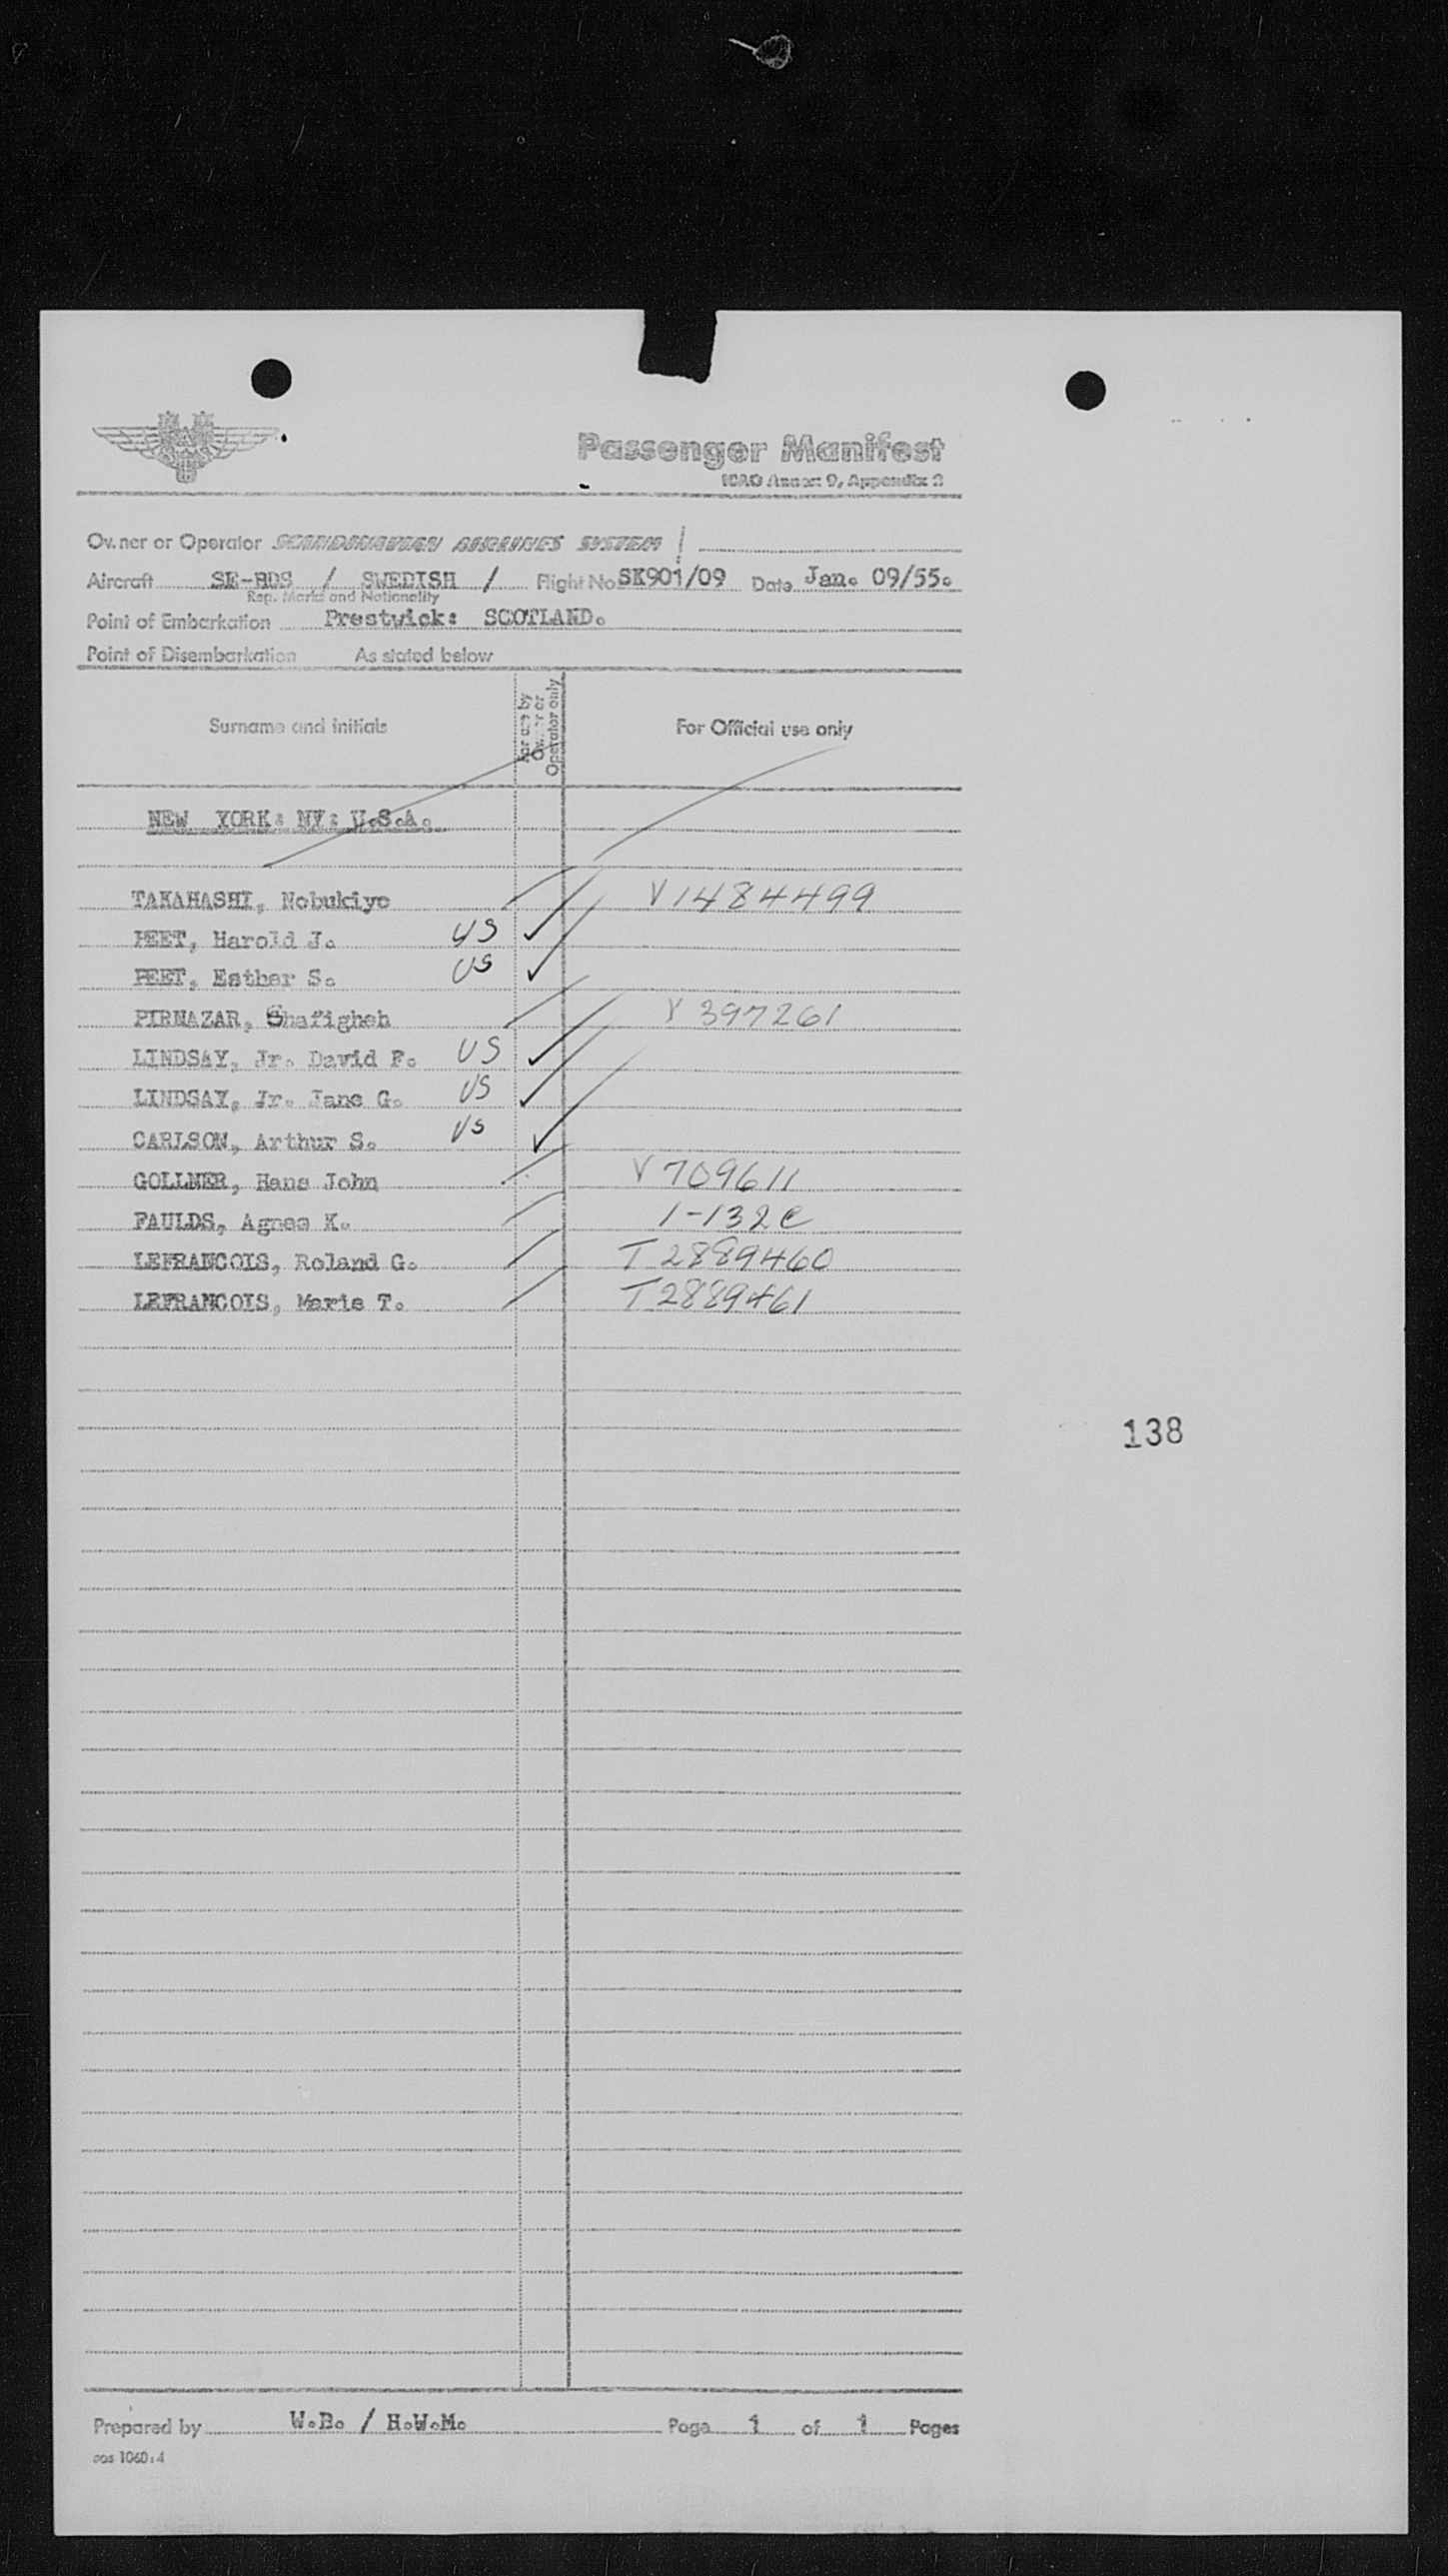 Passenger Manifest
ICAO Annex 9, Appendix 2
Owner or Operator SCANDINAVIAN AIRLINES SYSTEM /
Aircraft SE-BDS / SWEDISH / Flight No SK901/09 Date Jan. 09/55.
Reg. Marks and Nationality
Point of Embarkation Prestwick: SCOTLAND.
Point of Disembarkation As stated below
Surname and initials
For use by Owner or Operator only
For Official use only
NEW YORK: NY: U.S.A.
TAKAHASHI, Nobukiyo V1484499
PEET, Harold J. US
PEET, Esther S. US
PIRNAZAR, Shafigheh V397261
LINDSAY, Jr. David F. US
LINDSAY, Jr. Jane G. US
CARLSON, Arthur S. US
GOLLNER, Hans John V709611
FAULDS, Agnes K. 1-132C
LEFRANCOIS, Roland G. T2889460
LEFRANCOIS, Marie T. T2889461
138
Prepared by W.B. / H.W.M. Page 1 of 1 Pages
sas 1060:4